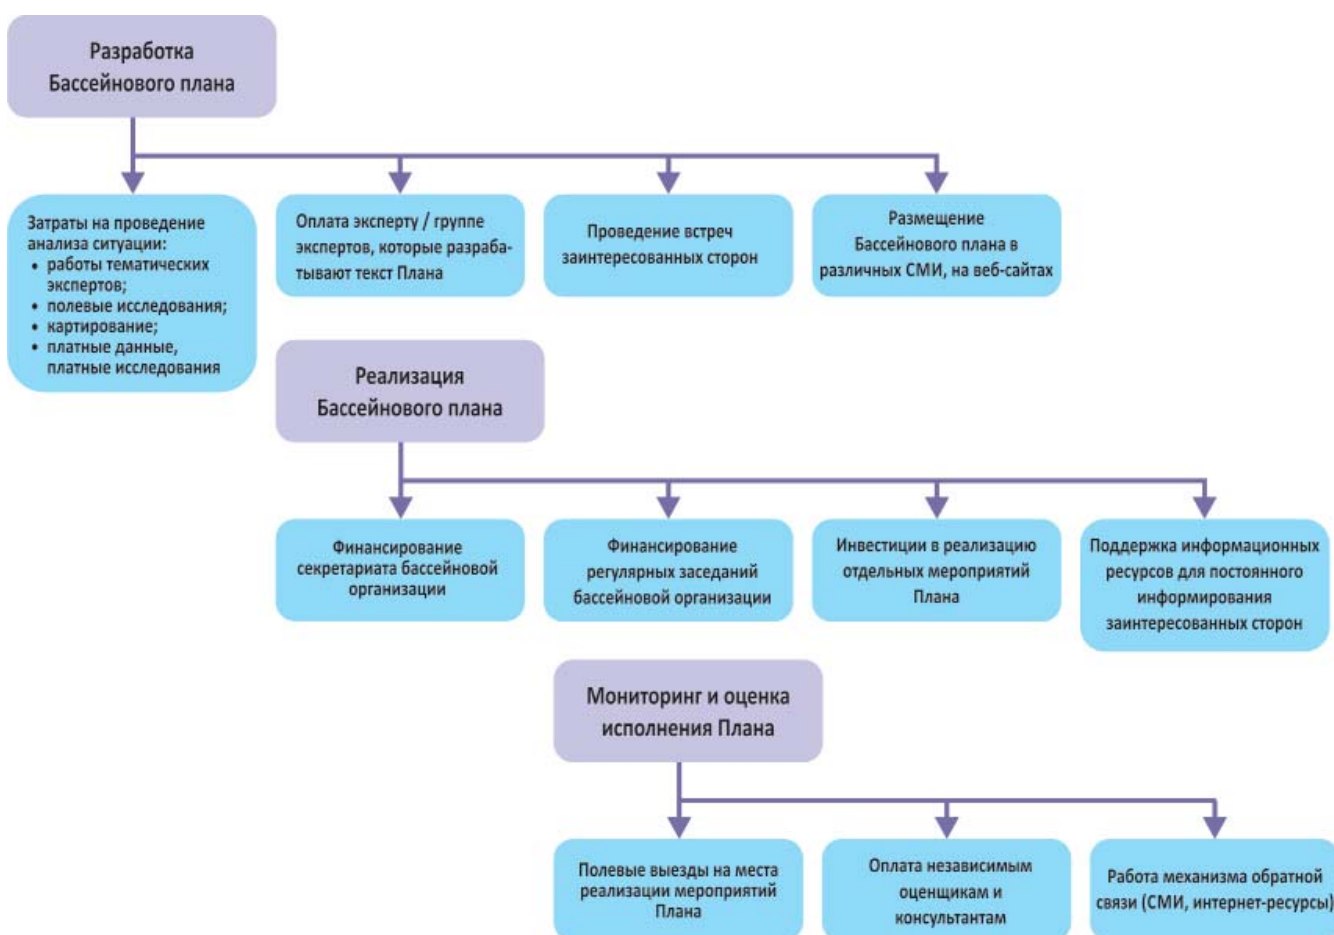 Разработка
Бассейнового плана
Затраты на проведение
анализа ситуации:
• работы тематических
экспертов;
• полевые исследования;
• картирование;
• платные данные,
платные исследования
Оплата эксперту / группе
экспертов, которые разраба-
тывают текст Плана
Проведение встреч
заинтересованных сторон
Размещение
Бассейнового плана в
различных СМИ, на веб-сайтах
Реализация
Бассейнового плана
Финансирование
секретариата бассейновой
организации
Финансирование
регулярных заседаний
бассейновой организации
Инвестиции в реализацию
отдельных мероприятий
Плана
Поддержка информационных
ресурсов для постоянного
информирования
заинтересованных сторон
Мониторинг и оценка
исполнения Плана
Полевые выезды на места
реализации мероприятий
Плана
Оплата независимым
оценщикам и
консультантам
Работа механизма обратной
связи (СМИ, интернет-ресурсы)